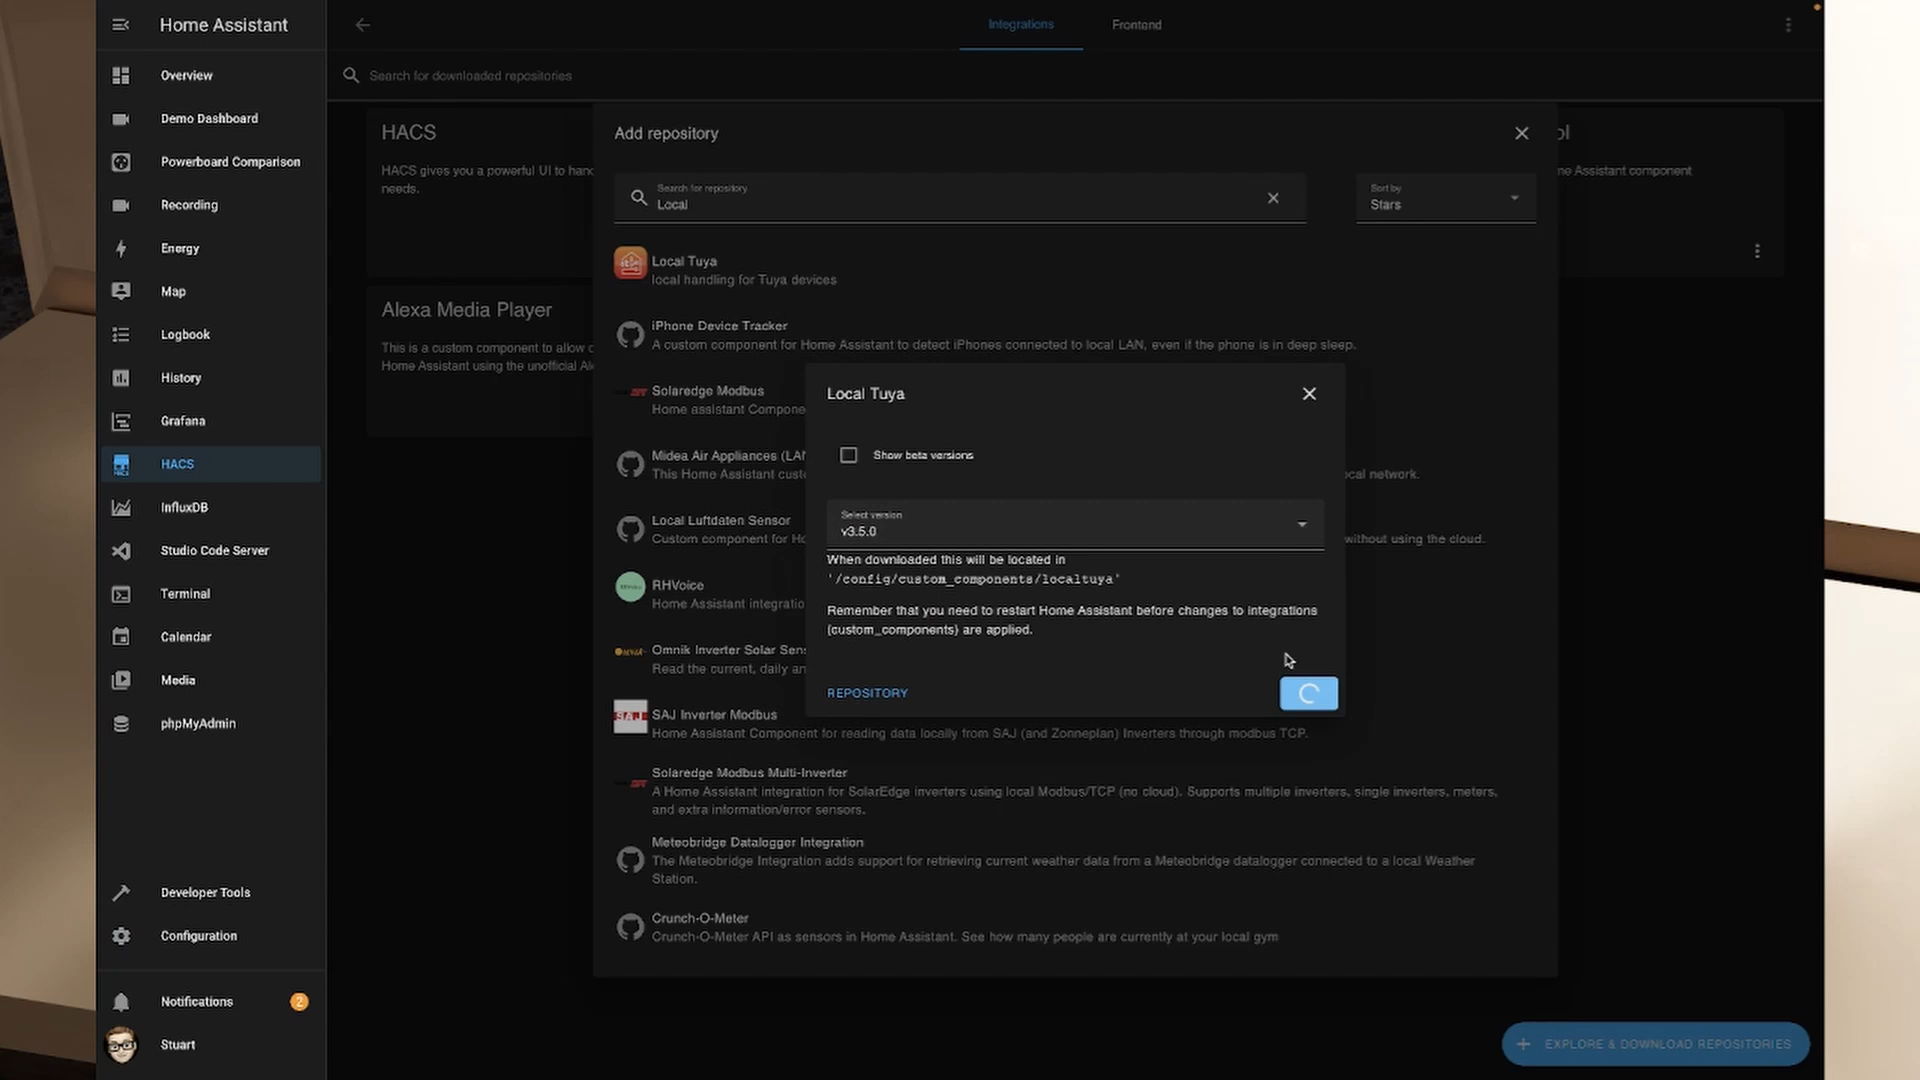 Home Assistant
Overview
Demo Dashboard
Powerboard Comparison
Recording
Energy
Map
Logbook
History
Grafana
HACS
InfluxDB
Studio Code Server
Terminal
Calendar
Media
phpMyAdmin
Developer Tools
Configuration
Notifications
2
Stuart
Integrations
Frontend
Search for downloaded repositories
HACS
HACS gives you a powerful UI to hand
needs.
Alexa Media Player
This is a custom component to allow c
Home Assistant using the unofficial Al
ol
me Assistant component
Add repository
Search for repository
Local
Sort by
Stars
Local Tuya
local handling for Tuya devices
iPhone Device Tracker
A custom component for Home Assistant to detect iPhones connected to local LAN, even if the phone is in deep sleep.
Solaredge Modbus
Home assistant Compone
Midea Air Appliances (LAN
This Home Assistant cust
cal network.
Local Luftdaten Sensor
Custom component for Ho
without using the cloud.
RHVoice
Home Assistant integratio
Omnik Inverter Solar Sens
Read the current, daily an
SAJ
SAJ Inverter Modbus
Home Assistant Component for reading data locally from SAJ (and Zonneplan) Inverters through modbus TCP.
Solaredge Modbus Multi-Inverter
A Home Assistant integration for SolarEdge inverters using local Modbus/TCP (no cloud). Supports multiple inverters, single inverters, meters,
and extra information/error sensors.
Meteobridge Datalogger Integration
The Meteobridge Integration adds support for retrieving current weather data from a Meteobridge datalogger connected to a local Weather
Station.
Crunch-O-Meter
Crunch-O-Meter API as sensors in Home Assistant. See how many people are currently at your local gym
Local Tuya
Show beta versions
Select version
v3.5.0
When downloaded this will be located in
'/config/custom_components/localtuya'
Remember that you need to restart Home Assistant before changes to integrations
(custom_components) are applied.
REPOSITORY
EXPLORE & DOWNLOAD REPOSITORIES